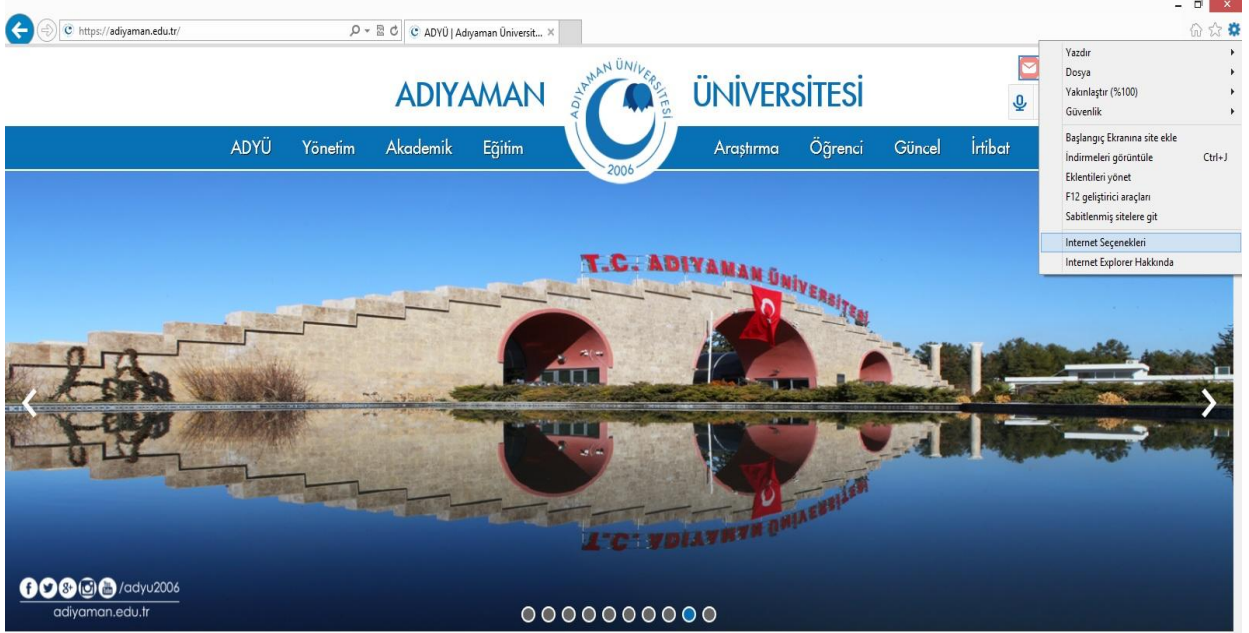 https://adiyaman.edu.tr/
ADYÜ | Adıyaman Üniversit...
ADIYAMAN
ADIYAMAN ÜNİVERSİTESİ
2006
ÜNİVERSİTESİ
ADYÜ
Yönetim
Akademik
Eğitim
Araştırma
Öğrenci
Güncel
İrtibat
Yazdır
Dosya
Yakınlaştır (%100)
Güvenlik
Başlangıç Ekranına site ekle
İndirmeleri görüntüle Ctrl+J
Eklentileri yönet
F12 geliştirici araçları
Sabitlenmiş sitelere git
Internet Seçenekleri
Internet Explorer Hakkında
T.C. ADIYAMAN ÜNİVERSİTESİ
/adyu2006
adiyaman.edu.tr